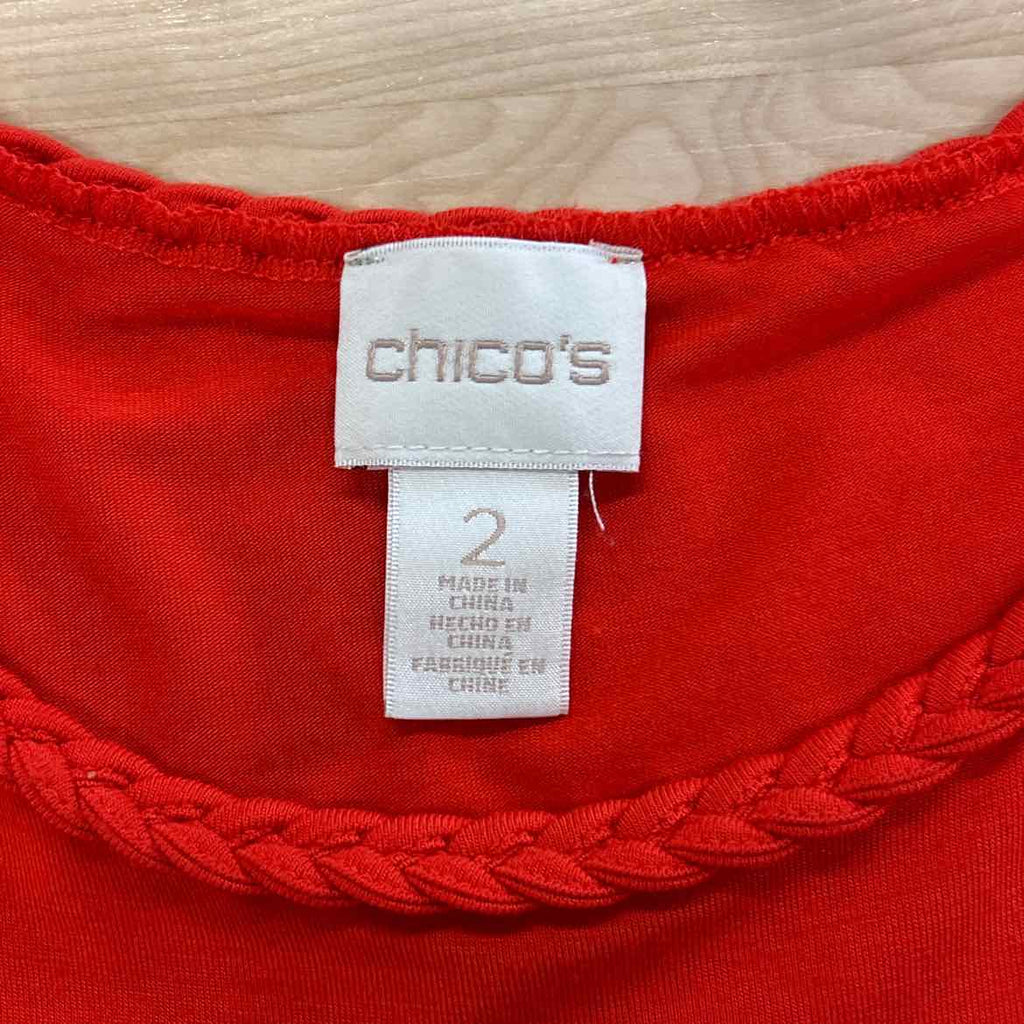 chico's
2
MADE IN
CHINA
HECHO EN
CHINA
FABRIQUÉ EN
CHINE